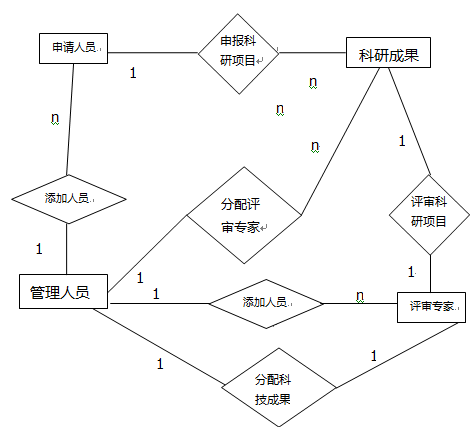 申请人员
1
申报科
研项目
n
科研成果
n
n
n
1
添加人员
分配评
审专家
评审科
研项目
1
1
1
管理人员
1
添加人员
n
评审专家
1
1
分配科
技成果